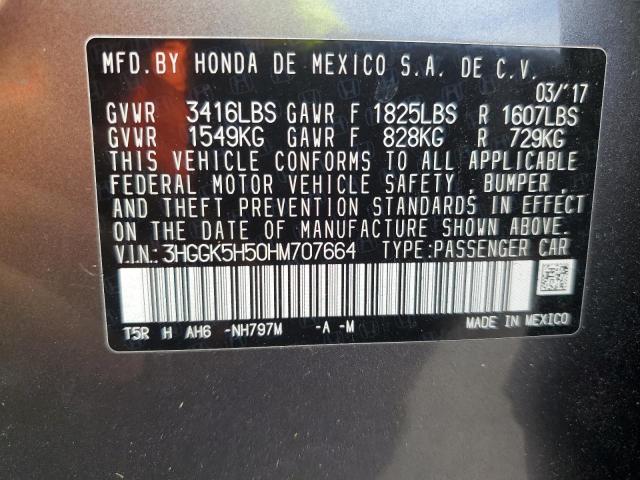 MFD. BY HONDA DE MEXICO S.A. DE C.V.
03/'17
GVWR 3416LBS GAWR F 1825LBS R 1607LBS
GVWR 1549KG GAWR F 828KG R 729KG
THIS VEHICLE CONFORMS TO ALL APPLICABLE
FEDERAL MOTOR VEHICLE SAFETY , BUMPER ,
AND THEFT PREVENTION STANDARDS IN EFFECT
ON THE DATE OF MANUFACTURE SHOWN ABOVE.
V.I.N: 3HGGK5H50HM707664 TYPE:PASSENGER CAR
T5R H AH6 -NH797M -A -M MADE IN MEXICO